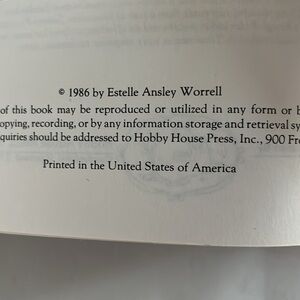 © 1986 by Estelle Ansley Worrell
of this book may be reproduced or utilized in any form or b
opying, recording, or by any information storage and retrieval sy
quiries should be addressed to Hobby House Press, Inc., 900 Fre
Printed in the United States of America